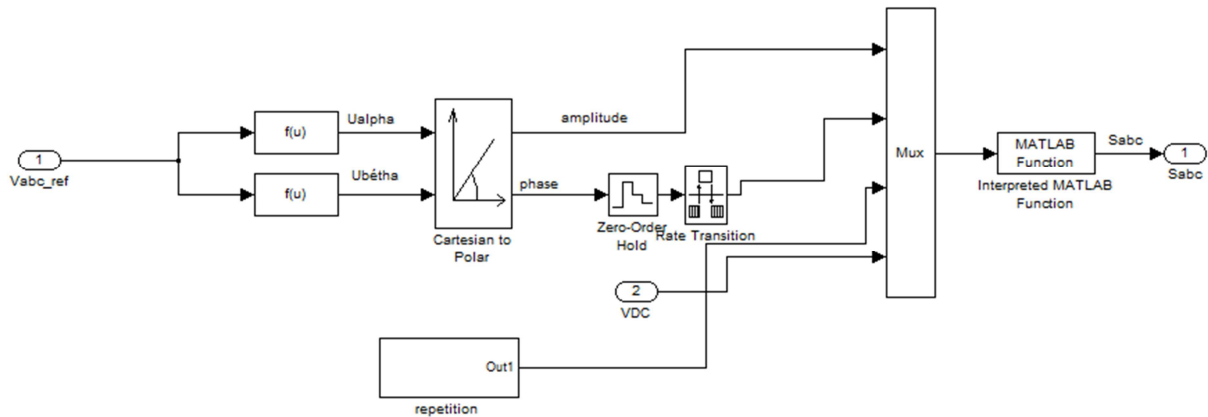 1
Vabc_ref
f(u)
Ualpha
f(u)
Ubétha
Cartesian to
Polar
amplitude
phase
Zero-Order
Hold
Rate Transition
2
VDC
Out1
repetition
Mux
MATLAB
Function
Interpreted MATLAB
Function
Sabc
1
Sabc